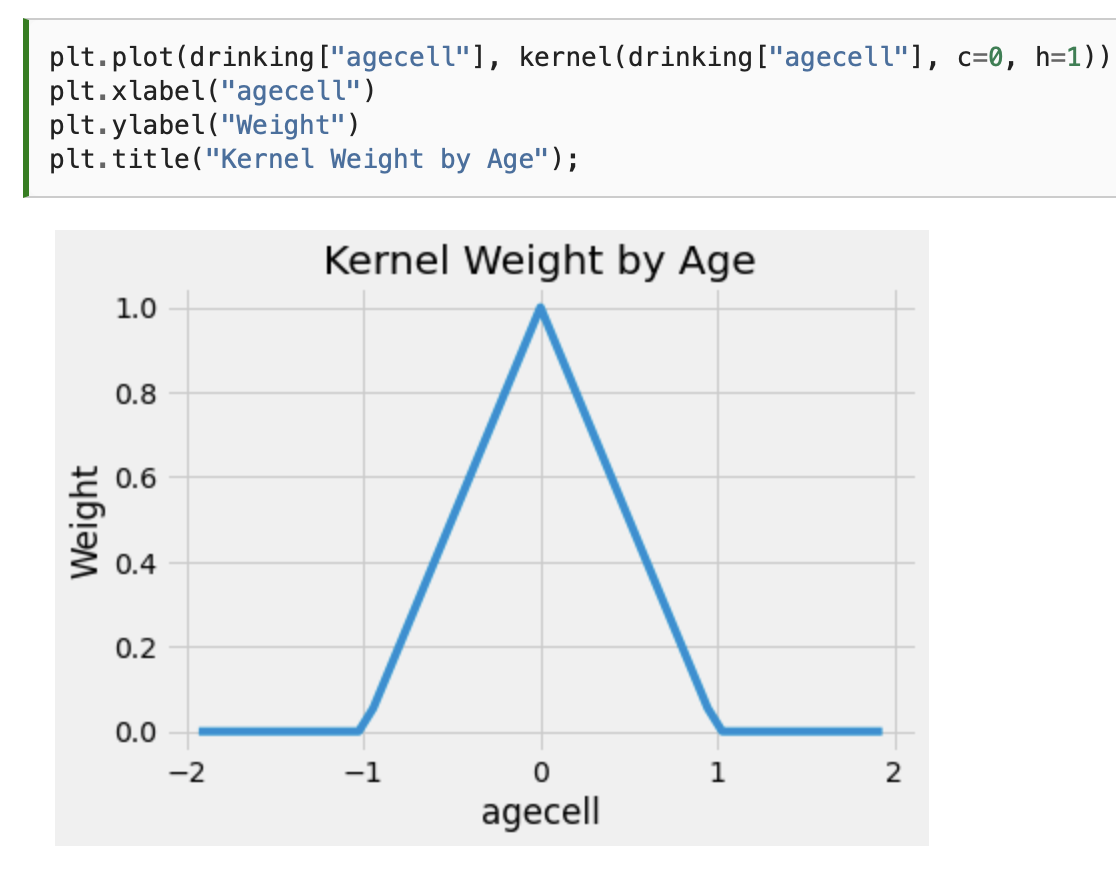 plt.plot(drinking["agecell"], kernel(drinking["agecell"], c=0, h=1))
plt.xlabel("agecell")
plt.ylabel("Weight")
plt.title("Kernel Weight by Age");
Kernel Weight by Age
1.0
0.8
0.6
0.4
0.2
0.0
Weight
−2
−1
0
1
2
agecell